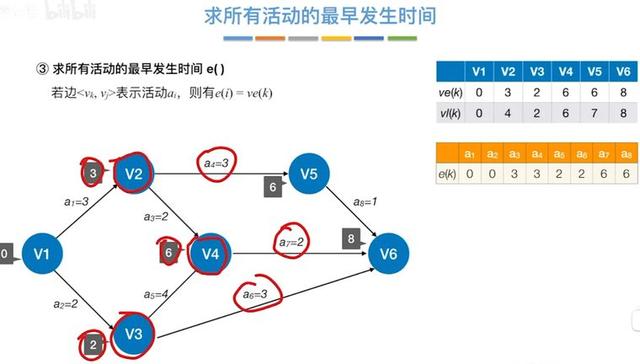 bilibili
求所有活动的最早发生时间
③ 求所有活动的最早发生时间 e( )
若边<vₖ, vⱼ>表示活动aᵢ，则有e(i) = ve(k)
V1 V2 V3 V4 V5 V6
ve(k) 0 3 2 6 6 8
vl(k) 0 4 2 6 7 8
a₁ a₂ a₃ a₄ a₅ a₆ a₇ a₈
e(k) 0 0 3 3 2 2 6 6
3 V2 a₄=3 V5
6
a₁=3 a₃=2 a₈=1
0 V1 6 V4 a₇=2 8 V6
a₂=2 a₅=4 a₆=3
2 V3